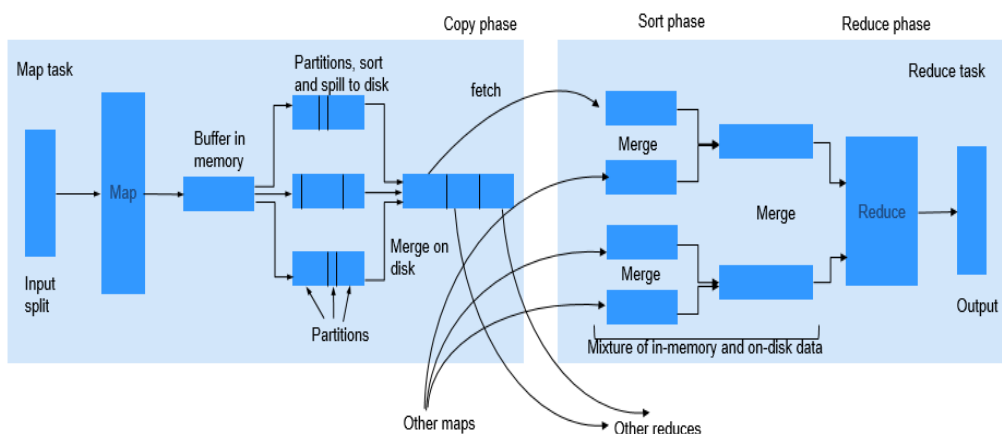 Copy phase
Sort phase
Reduce phase
Map task
Partitions, sort
and spill to disk
fetch
Reduce task
Buffer in
memory
Map
Merge
Merge
Reduce
Merge on
disk
Merge
Input
split
Partitions
Output
Mixture of in-memory and on-disk data
Other maps
Other reduces